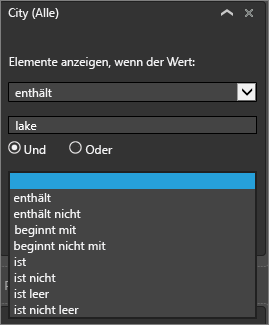 City (Alle)
Elemente anzeigen, wenn der Wert:
enthält
lake
Und Oder
enthält
enthält nicht
beginnt mit
beginnt nicht mit
ist
ist nicht
ist leer
ist nicht leer